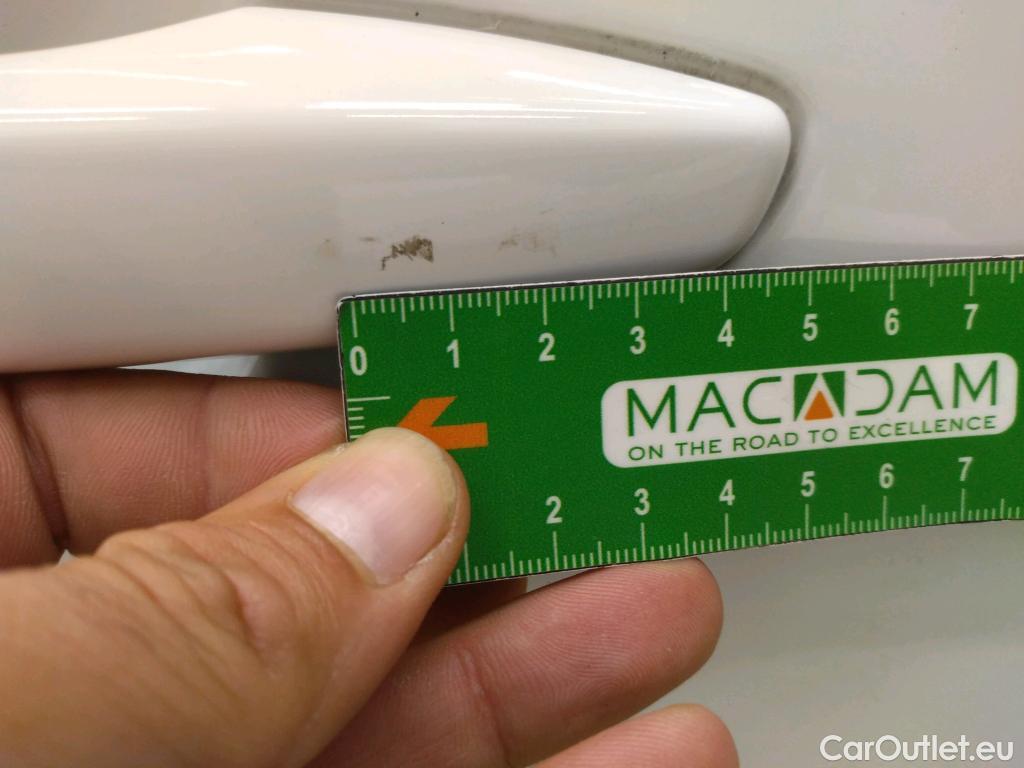 0 1 2 3 4 5 6 7
MACADAM
ON THE ROAD TO EXCELLENCE
2 3 4 5 6 7
CarOutlet.eu